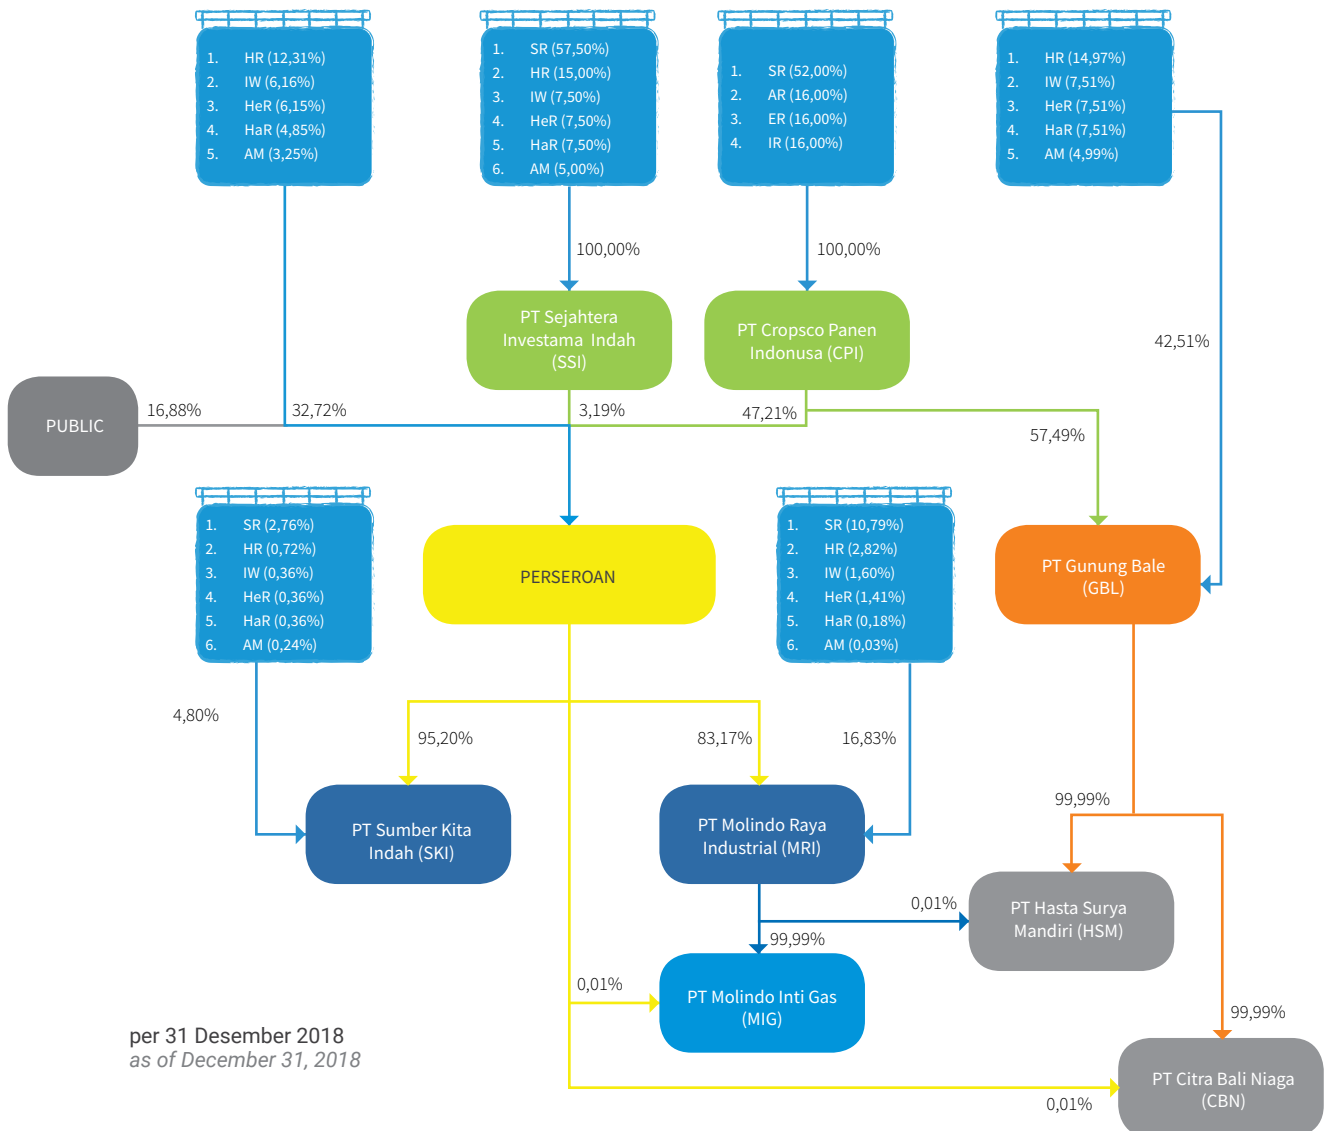 1. HR (12,31%)
2. IW (6,16%)
3. HeR (6,15%)
4. HaR (4,85%)
5. AM (3,25%)
1. SR (57,50%)
2. HR (15,00%)
3. IW (7,50%)
4. HeR (7,50%)
5. HaR (7,50%)
6. AM (5,00%)
1. SR (52,00%)
2. AR (16,00%)
3. ER (16,00%)
4. IR (16,00%)
1. HR (14,97%)
2. IW (7,51%)
3. HeR (7,51%)
4. HaR (7,51%)
5. AM (4,99%)
100,00%
100,00%
PT Sejahtera
Investama Indah
(SSI)
PT Cropsco Panen
Indonusa (CPI)
42,51%
PUBLIC
16,88%
32,72%
3,19%
47,21%
57,49%
1. SR (2,76%)
2. HR (0,72%)
3. IW (0,36%)
4. HeR (0,36%)
5. HaR (0,36%)
6. AM (0,24%)
PERSEROAN
1. SR (10,79%)
2. HR (2,82%)
3. IW (1,60%)
4. HeR (1,41%)
5. HaR (0,18%)
6. AM (0,03%)
PT Gunung Bale
(GBL)
4,80%
95,20%
83,17%
16,83%
99,99%
PT Sumber Kita
Indah (SKI)
PT Molindo Raya
Industrial (MRI)
0,01%
PT Hasta Surya
Mandiri (HSM)
99,99%
0,01%
PT Molindo Inti Gas
(MIG)
99,99%
per 31 Desember 2018
as of December 31, 2018
PT Citra Bali Niaga
(CBN)
0,01%